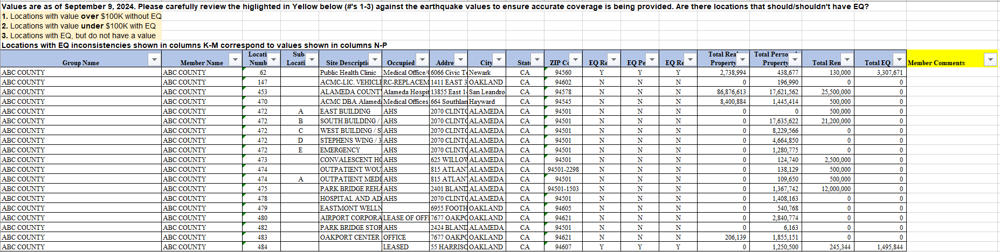 Values are as of September 9, 2024. Please carefully review the higlighted in Yellow below (#'s 1-3) against the earthquake values to ensure accurate coverage is being provided. Are there locations that should/shouldn't have EQ?
1. Locations with value over $100K without EQ
2. Locations with value under $100K with EQ
3. Locations with EQ, but do not have a value
Locations with EQ inconsistencies shown in columns K-M correspond to values shown in columns N-P
Group Name Member Name Locati Numb Sub- Locati Site Descripti Occupied Addre City Stat ZIP Co EQ Re EQ Pe EQ Re Total Real Property Total Perso Property Total Ren Total EQ Member Comments
ABC COUNTY ABC COUNTY 62 Public Health Clinic Medical Office/ 6066 Civic Te Newark CA 94560 Y Y Y 2,738,994 438,677 130,000 3,307,671
ABC COUNTY ABC COUNTY 147 ACMC-LIC. VEHICLE RC-REPLACEM 1411 EAST 3 OAKLAND CA 94602 N N N 0 196,990 0 0
ABC COUNTY ABC COUNTY 453 ALAMEDA COUNTY Alameda Hospit 13855 East 14 San Leandro CA 94578 N N N 86,876,613 17,621,562 25,500,000 0
ABC COUNTY ABC COUNTY 470 ACMC DBA Alameda Medical Offices 664 Southlan Hayward CA 94545 N N N 8,400,884 1,445,414 500,000 0
ABC COUNTY ABC COUNTY 472 A EAST BUILDING AHS 2070 CLINTO ALAMEDA CA 94501 N N N 0 0 500,000 0
ABC COUNTY ABC COUNTY 472 B SOUTH BUILDING / AHS 2070 CLINTO ALAMEDA CA 94501 N N N 0 17,635,622 21,200,000 0
ABC COUNTY ABC COUNTY 472 C WEST BUILDING / S AHS 2070 CLINTO ALAMEDA CA 94501 N N N 0 8,229,566 0 0
ABC COUNTY ABC COUNTY 472 D STEPHENS WING / 3 AHS 2070 CLINTO ALAMEDA CA 94501 N N N 0 4,664,850 0 0
ABC COUNTY ABC COUNTY 472 E EMERGENCY AHS 2070 CLINTO ALAMEDA CA 94501 N N N 0 1,280,775 0 0
ABC COUNTY ABC COUNTY 473 CONVALESCENT HO AHS 625 WILLOW ALAMEDA CA 94501 N N N 0 124,740 2,500,000 0
ABC COUNTY ABC COUNTY 474 OUTPATIENT WOU AHS 815 ATLAN ALAMEDA CA 94501-2298 N N N 0 138,129 500,000 0
ABC COUNTY ABC COUNTY 474 A OUTPATIENT MEDI AHS 815 ATLAN ALAMEDA CA 94501 N N N 0 109,650 500,000 0
ABC COUNTY ABC COUNTY 475 PARK BRIDGE REHA AHS 2401 BLAND ALAMEDA CA 94501-1503 N N N 0 1,367,742 12,000,000 0
ABC COUNTY ABC COUNTY 478 HOSPITAL AND AD AHS 2070 CLINTO ALAMEDA CA 94501 N N N 0 1,408,163 0 0
ABC COUNTY ABC COUNTY 479 EASTMONT WELLN 6955 FOOTH OAKLAND CA 94605 N N N 0 540,768 0 0
ABC COUNTY ABC COUNTY 480 AIRPORT CORPORA LEASE OF OFFI 7677 OAKPO OAKLAND CA 94621 N N N 0 2,840,774 0 0
ABC COUNTY ABC COUNTY 482 PARK BRIDGE STOR AHS 2424 BLAND ALAMEDA CA 94501 N N N 0 6,163 0 0
ABC COUNTY ABC COUNTY 483 OAKPORT CENTER OFFICE 7677 OAKPO OAKLAND CA 94621 N N N 206,139 1,855,151 0 0
ABC COUNTY ABC COUNTY 484 LEASED 55 HARRISO OAKLAND CA 94607 Y Y Y 0 1,250,500 245,344 1,495,844